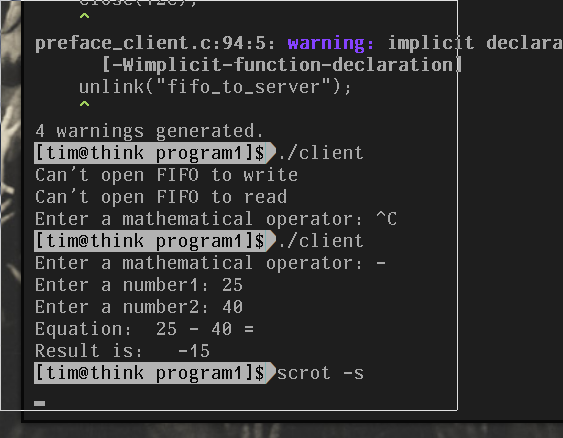 close(f2c);
^
preface_client.c:94:5: warning: implicit declara
[-Wimplicit-function-declaration]
unlink("fifo_to_server");
^
4 warnings generated.
[tim@think program1]$ ./client
Can't open FIFO to write
Can't open FIFO to read
Enter a mathematical operator: ^C
[tim@think program1]$ ./client
Enter a mathematical operator: -
Enter a number1: 25
Enter a number2: 40
Equation:  25 - 40 =
Result is:   -15
[tim@think program1]$ scrot -s